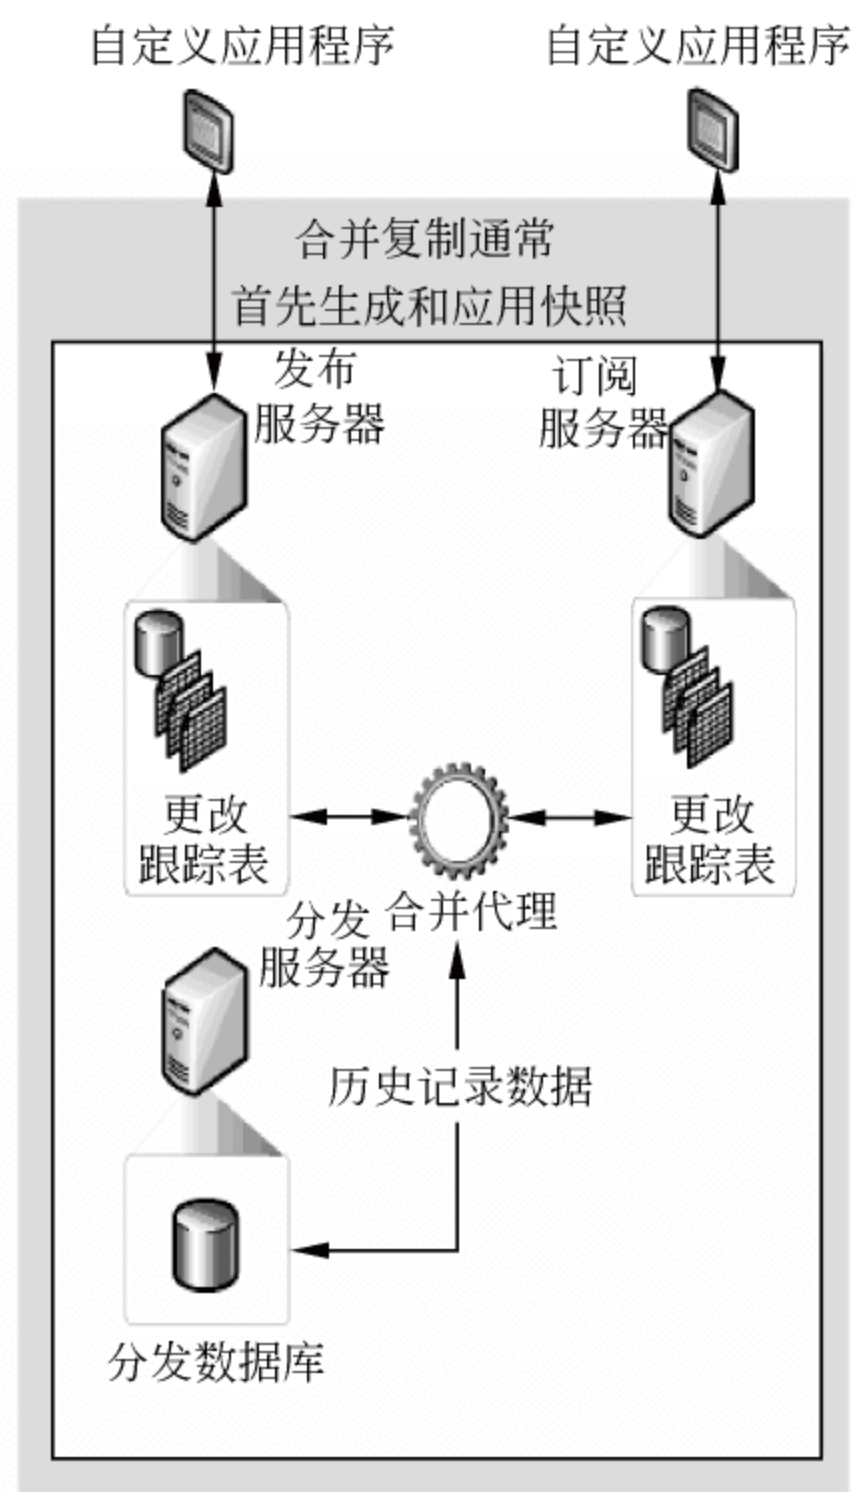 自定义应用程序
自定义应用程序
合并复制通常
首先生成和应用快照
发布
服务器
订阅
服务器
更改
跟踪表
更改
跟踪表
合并代理
分发
服务器
历史记录数据
分发数据库